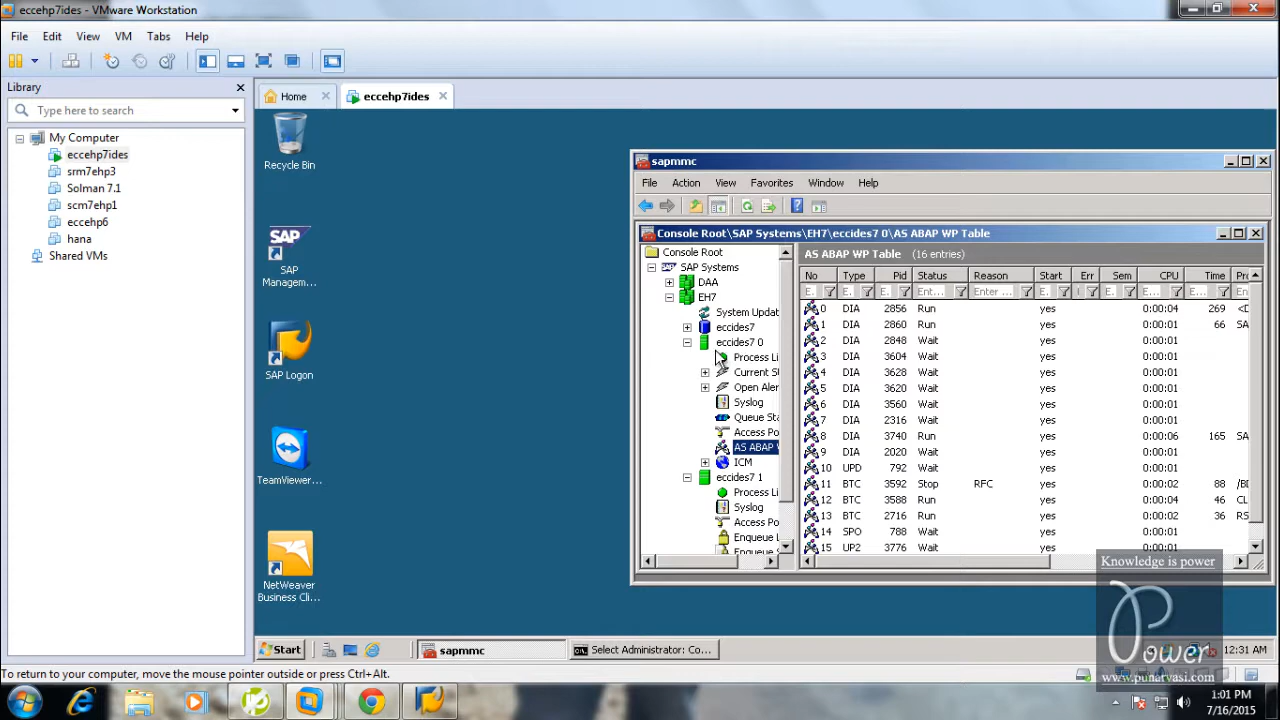 eccehp7ides - VMware Workstation
File Edit View VM Tabs Help
Library
Type here to search
My Computer
eccehp7ides
srm7ehp3
Solman 7.1
scm7ehp1
eccehp6
hana
Shared VMs
Home
eccehp7ides
Recycle Bin
SAP
SAP
Managem...
SAP Logon
TeamViewer...
NetWeaver
Business Cli...
sapmmc
File Action View Favorites Window Help
Console Root\SAP Systems\EH7\eccides7 0\AS ABAP WP Table
Console Root
SAP Systems
DAA
EH7
System Updat
eccides7
eccides7 0
Process Li
Current S
Open Aler
Syslog
Queue Sta
Access Po
AS ABAP W
ICM
eccides7 1
Process Li
Syslog
Access Po
Enqueue L
Enqueue
AS ABAP WP Table (16 entries)
No Type Pid Status Reason Start Err Sem CPU Time Pro
E.. E.. E.. Ent... Enter ... E.. E E.. E... E... En
0 DIA 2856 Run yes 0:00:04 269 <D
1 DIA 2860 Run yes 0:00:01 66 SA
2 DIA 2848 Wait yes 0:00:01
3 DIA 3604 Wait yes 0:00:01
4 DIA 3628 Wait yes 0:00:01
5 DIA 3620 Wait yes 0:00:01
6 DIA 3560 Wait yes 0:00:01
7 DIA 2316 Wait yes 0:00:01
8 DIA 3740 Run yes 0:00:06 165 SA
9 DIA 2020 Wait yes 0:00:01
10 UPD 792 Wait yes 0:00:01
11 BTC 3592 Stop RFC yes 0:00:02 88 /BD
12 BTC 3588 Run yes 0:00:04 46 CL
13 BTC 2716 Run yes 0:00:02 36 RS
14 SPO 788 Wait yes 0:00:01
15 UP2 3776 Wait yes 0:00:01
Knowledge is power
Power
www.punarvasi.com
Start
sapmmc
Select Administrator: Co...
12:31 AM
To return to your computer, move the mouse pointer outside or press Ctrl+Alt.
1:01 PM
7/16/2015